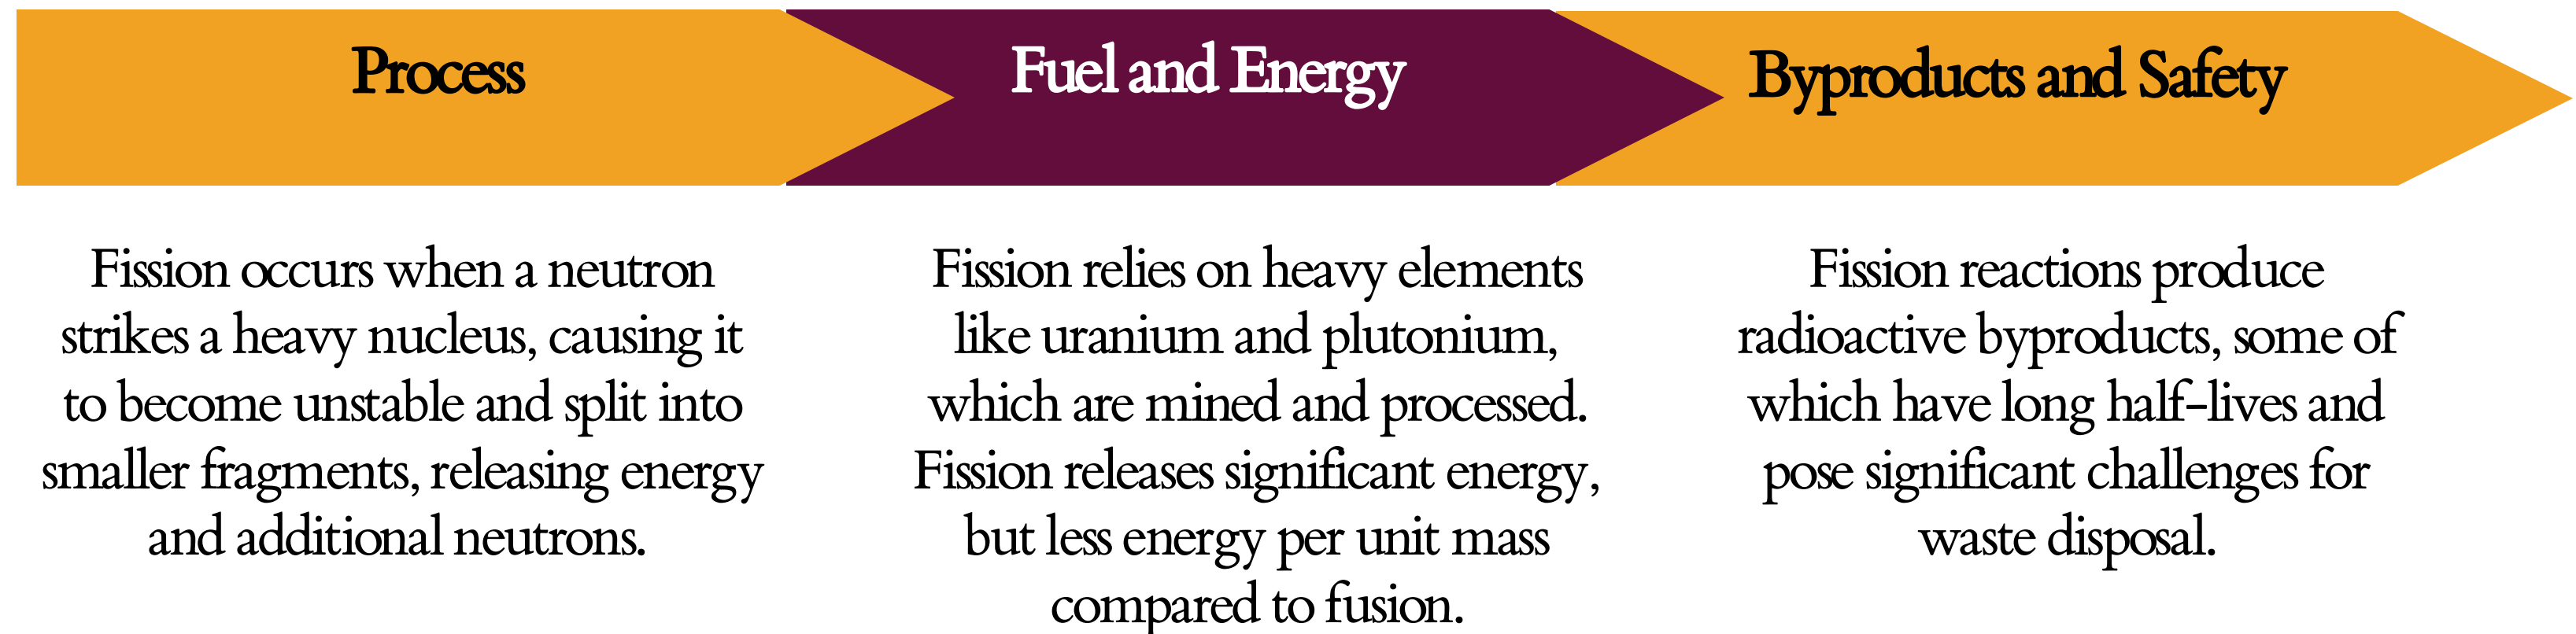 Process
Fission occurs when a neutron
strikes a heavy nucleus, causing it
to become unstable and split into
smaller fragments, releasing energy
and additional neutrons.
Fuel and Energy
Fission relies on heavy elements
like uranium and plutonium,
which are mined and processed.
Fission releases significant energy,
but less energy per unit mass
compared to fusion.
Byproducts and Safety
Fission reactions produce
radioactive byproducts, some of
which have long half-lives and
pose significant challenges for
waste disposal.